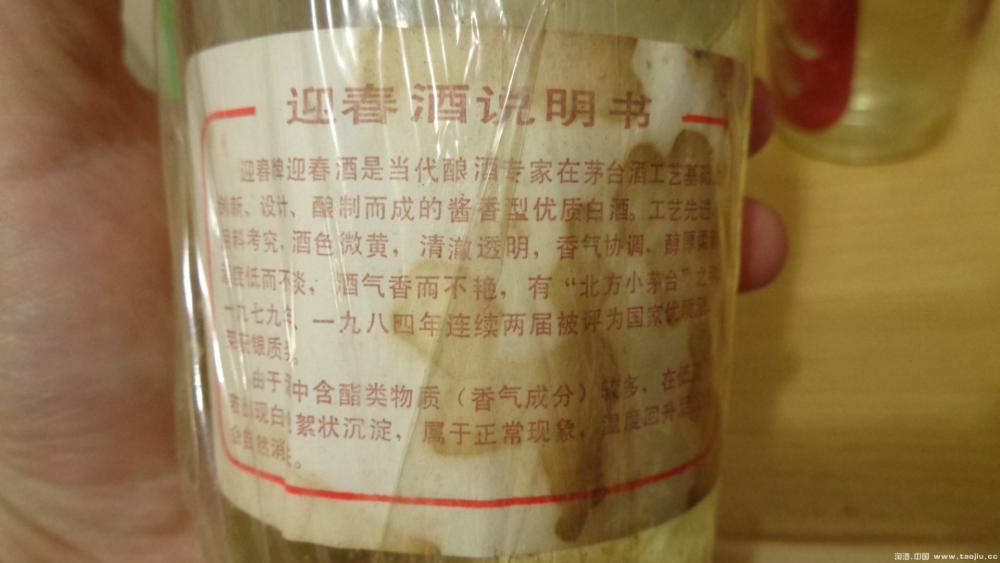 迎春酒说明书
迎春牌迎春酒是当代酿酒专家在茅台酒工艺基础上
创新、设计、酿制而成的酱香型优质白酒。工艺先进、
用料考究,酒色微黄,清澈透明,香气协调、醇厚
度低而不淡,酒气香而不艳,有“北方小茅台”之
一九七九年、一九八四年连续两届被评为国家优质酒
荣获银质奖。
由于酒中含酯类物质(香气成分)较多,在低
出现白色絮状沉淀,属于正常现象,温度回升
会自然消失。
淘酒.中国 www.taojiu.cc